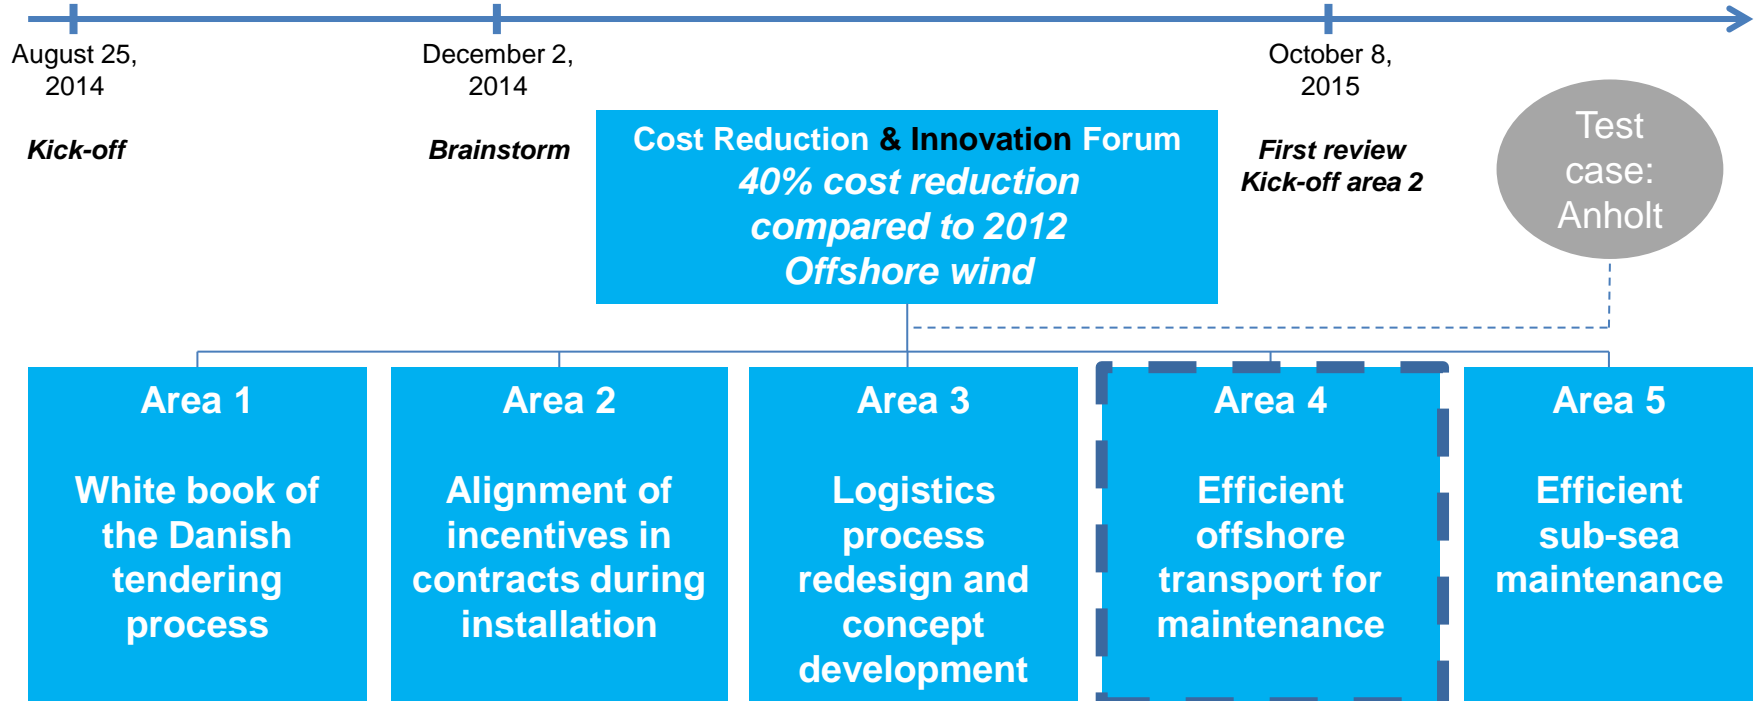 August 25,
2014
Kick-off
December 2,
2014
Brainstorm
October 8,
2015
First review
Kick-off area 2
Cost Reduction & Innovation Forum
40% cost reduction
compared to 2012
Offshore wind
Test
case:
Anholt
Area 1
White book of
the Danish
tendering
process
Area 2
Alignment of
incentives in
contracts during
installation
Area 3
Logistics
process
redesign and
concept
development
Area 4
Efficient
offshore
transport for
maintenance
Area 5
Efficient
sub-sea
maintenance